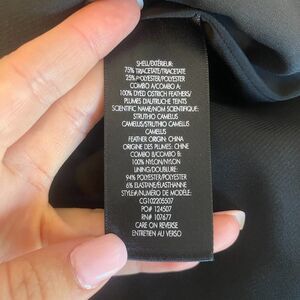 SHELL/EXTÉRIEUR:
75% TRIACETATE/TRIACETATE
25% POLYESTER/POLYESTER
COMBO A/COMBO A:
100% DYED OSTRICH FEATHERS/
PLUMES D'AUTRUCHE TEINTS
SCIENTIFIC NAME/NOM SCIENTIFIQUE:
STRUTHIO CAMELUS
CAMELUS/STRUTHIO CAMELUS
CAMELUS
FEATHER ORIGIN: CHINA
ORIGINE DES PLUMES: CHINE
COMBO B/COMBO B:
100% NYLON/NYLON
LINING/DOUBLURE:
94% POLYESTER/POLYESTER
6% ELASTANE/ÉLASTHANNE
STYLE#/NUMÉRO DE MODÈLE:
CG102205507
PO# 124507
RN# 107677
CARE ON REVERSE
ENTRETIEN AU VERSO